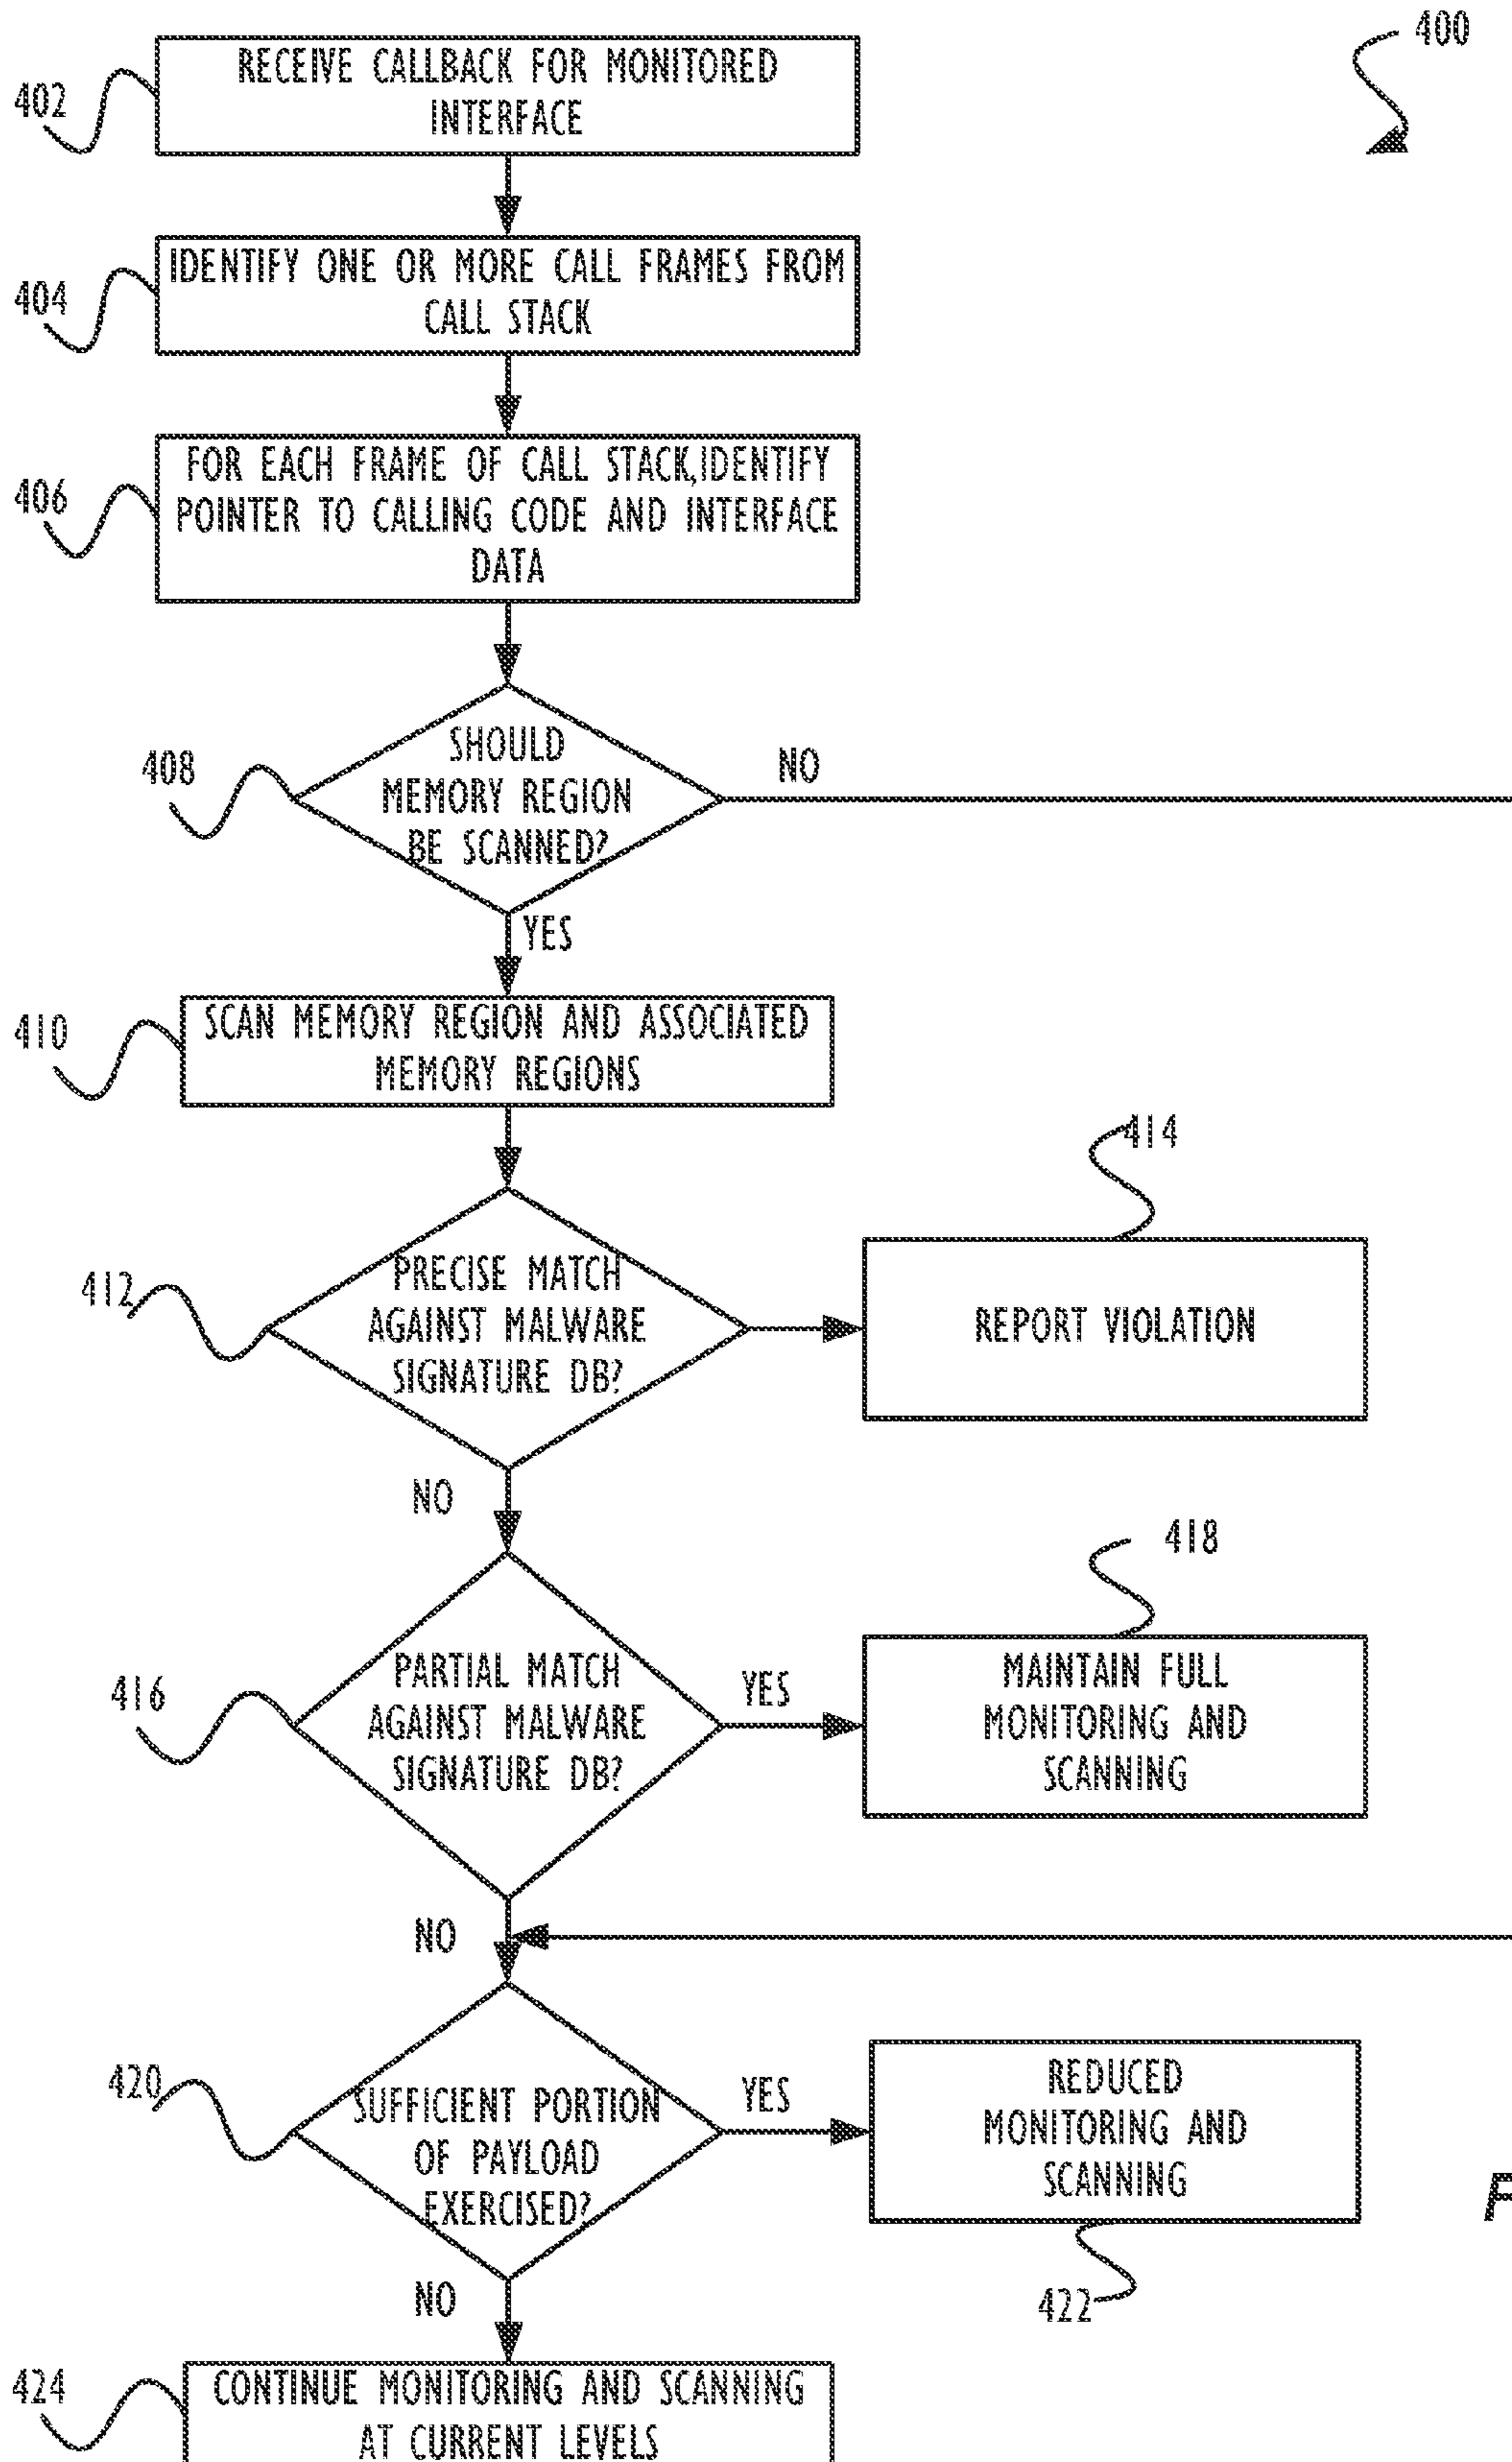 400
402
RECEIVE CALLBACK FOR MONITORED
INTERFACE
404
IDENTIFY ONE OR MORE CALL FRAMES FROM
CALL STACK
406
FOR EACH FRAME OF CALL STACK,IDENTIFY
POINTER TO CALLING CODE AND INTERFACE
DATA
408
SHOULD
MEMORY REGION
BE SCANNED?
NO
YES
410
SCAN MEMORY REGION AND ASSOCIATED
MEMORY REGIONS
412
PRECISE MATCH
AGAINST MALWARE
SIGNATURE DB?
414
REPORT VIOLATION
NO
416
PARTIAL MATCH
AGAINST MALWARE
SIGNATURE DB?
YES
418
MAINTAIN FULL
MONITORING AND
SCANNING
NO
420
SUFFICIENT PORTION
OF PAYLOAD
EXERCISED?
YES
REDUCED
MONITORING AND
SCANNING
422
F
NO
424
CONTINUE MONITORING AND SCANNING
AT CURRENT LEVELS